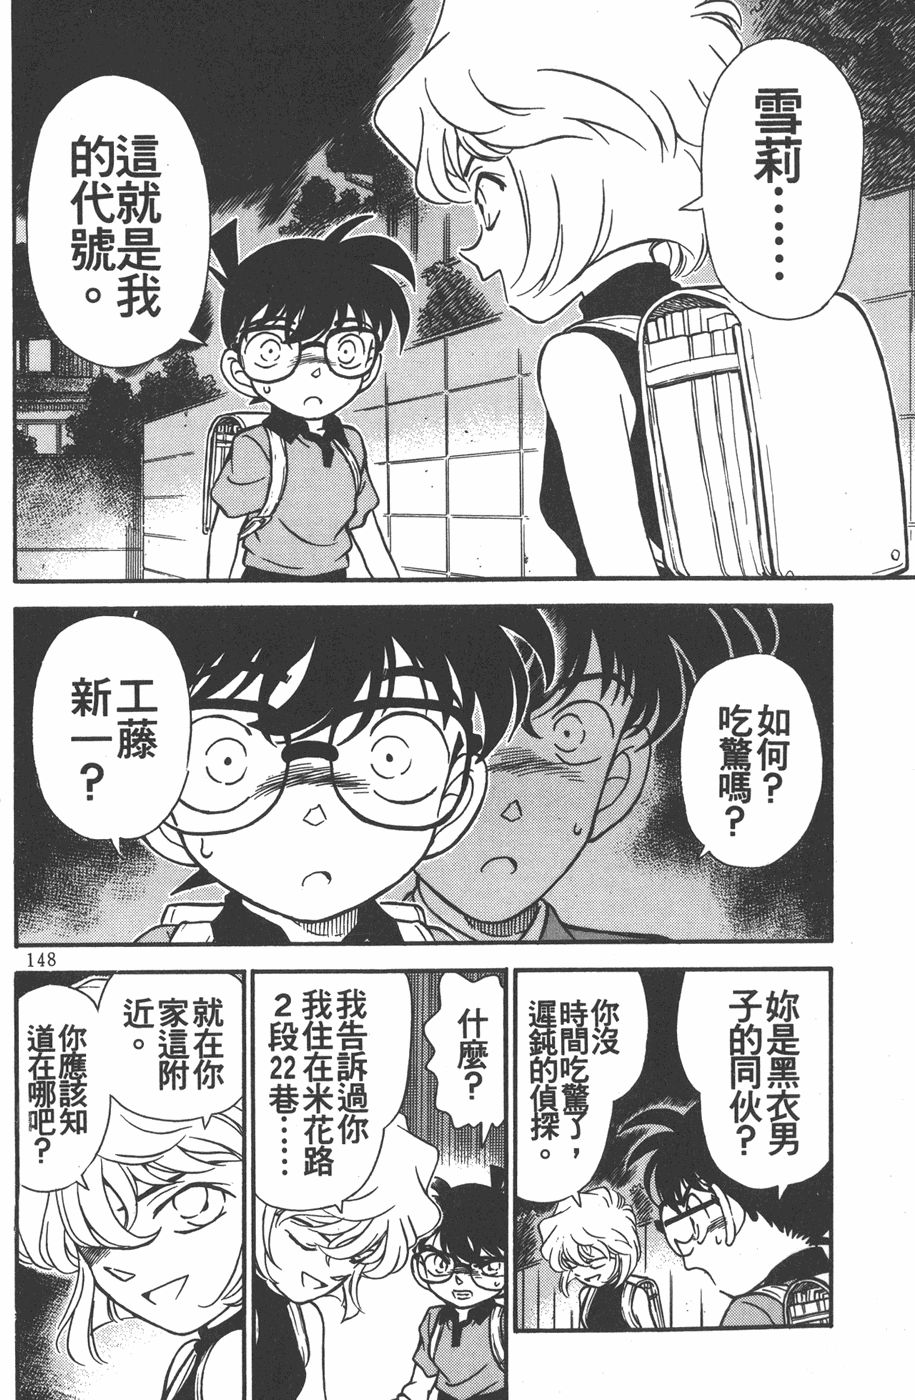 雪莉……
這就是我
的代號。
如何？
吃驚嗎？
工藤
新一？
148
妳是黑衣男
子的同伙？
你沒
時間吃驚了，
遲鈍的偵探。
什麼？
我告訴過你
我住在米花路
2段22巷……
就在你
家這附
近。
你應該知
道在哪吧？